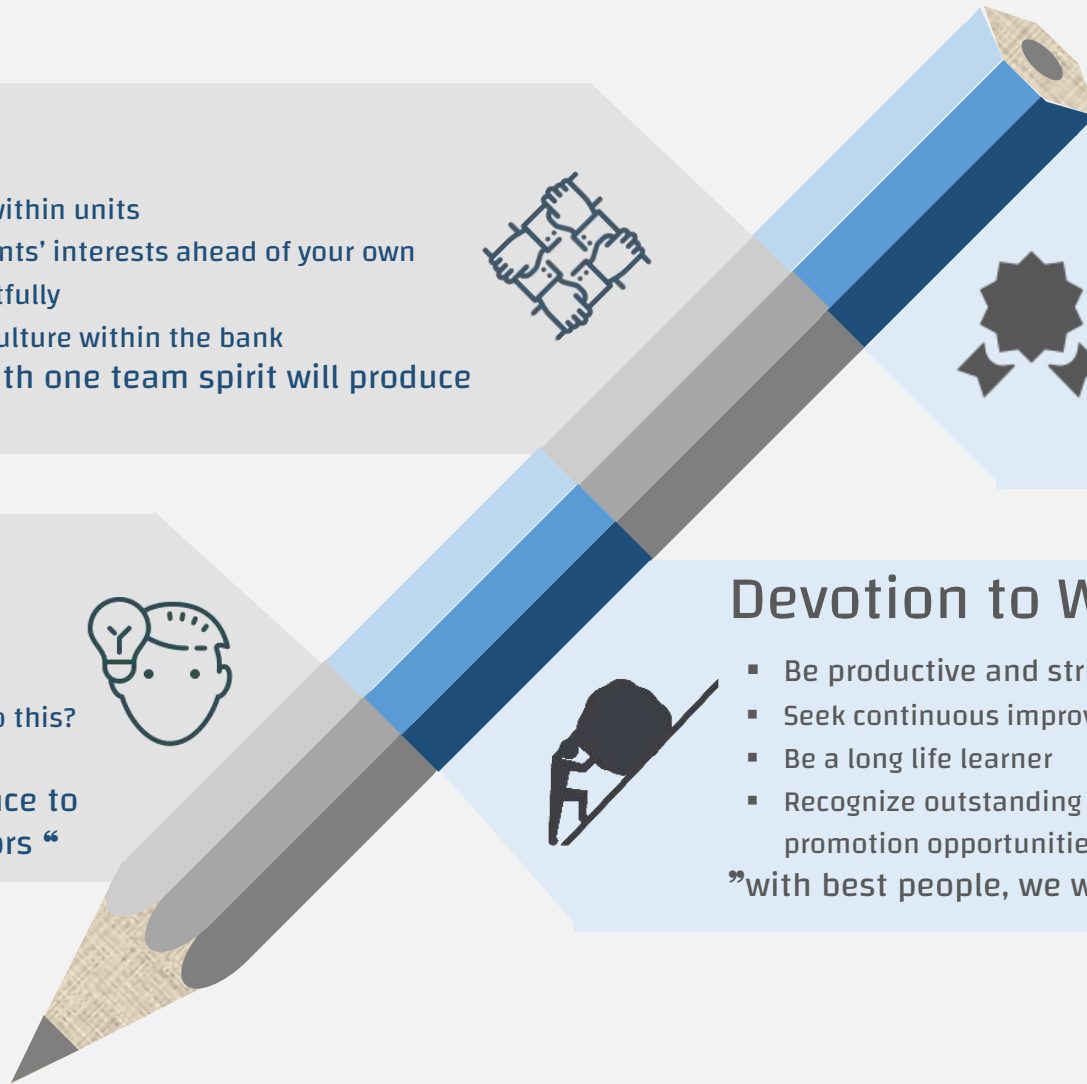 within units
nts’ interests ahead of your own
tfully
ulture within the bank
th one team spirit will produce
o this?
nce to
ors “
Devotion to W
▪ Be productive and stri
▪ Seek continuous improv
▪ Be a long life learner
▪ Recognize outstanding
promotion opportunitie
”with best people, we w